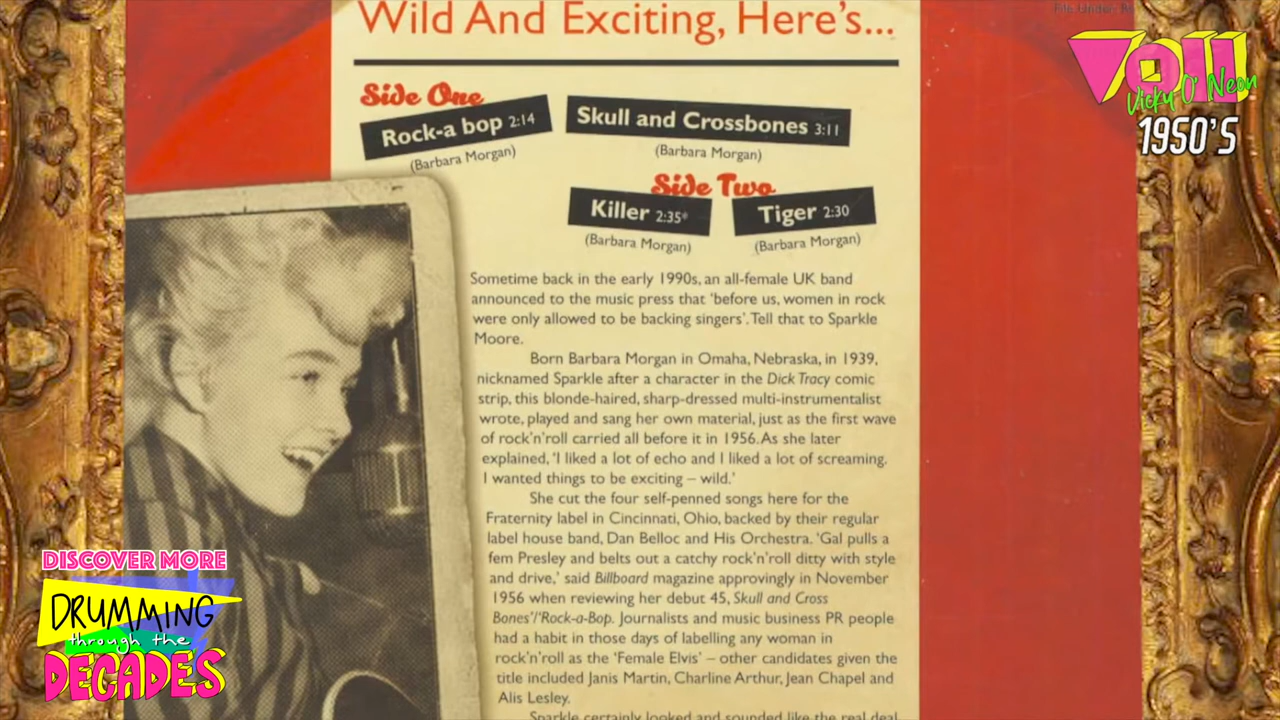 Wild And Exciting, Here's...
Side One
Rock-a bop 2:14
(Barbara Morgan)
Skull and Crossbones 3:11
(Barbara Morgan)
Side Two
Killer 2:35*
(Barbara Morgan)
Tiger 2:30
(Barbara Morgan)
Sometime back in the early 1990s, an all-female UK band
announced to the music press that 'before us, women in rock
were only allowed to be backing singers'. Tell that to Sparkle
Moore.
Born Barbara Morgan in Omaha, Nebraska, in 1939,
nicknamed Sparkle after a character in the Dick Tracy comic
strip, this blonde-haired, sharp-dressed multi-instrumentalist
wrote, played and sang her own material, just as the first wave
of rock'n'roll carried all before it in 1956. As she later
explained, 'I liked a lot of echo and I liked a lot of screaming.
I wanted things to be exciting – wild.'
She cut the four self-penned songs here for the
Fraternity label in Cincinnati, Ohio, backed by their regular
label house band, Dan Belloc and His Orchestra. 'Gal pulls a
fem Presley and belts out a catchy rock'n'roll ditty with style
and drive,' said Billboard magazine approvingly in November
1956 when reviewing her debut 45, Skull and Cross
Bones'/'Rock-a-Bop. Journalists and music business PR people
had a habit in those days of labelling any woman in
rock'n'roll as the 'Female Elvis' – other candidates given the
title included Janis Martin, Charline Arthur, Jean Chapel and
Alis Lesley.
Sparkle certainly looked and sounded like the real deal
File Under:
VOU
Vicky O' Neon
1950'S
DISCOVER MORE
DRUMMING
through the
DECADES